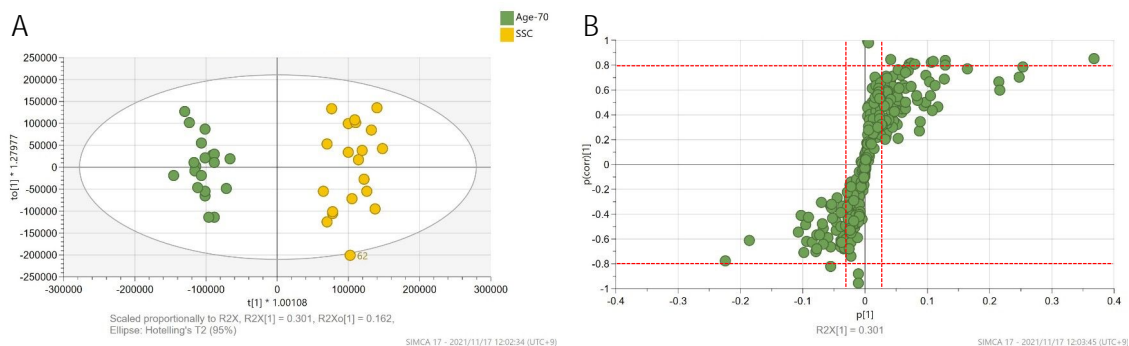 A
Age-70
SSC
250000
200000
150000
100000
50000
0
-50000
-100000
-150000
-200000
-250000
to[1] * 1.27977
62
-300000 -200000 -100000 0 100000 200000 300000
t[1] * 1.00108
Scaled proportionally to R2X, R2X[1] = 0.301, R2Xo[1] = 0.162,
Ellipse: Hotelling's T2 (95%)
SIMCA 17 - 2021/11/17 12:02:34 (UTC+9)
B
1
0.8
0.6
0.4
0.2
0
-0.2
-0.4
-0.6
-0.8
-1
p(corr)[1]
-0.4 -0.3 -0.2 -0.1 0 0.1 0.2 0.3 0.4
p[1]
R2X[1] = 0.301
SIMCA 17 - 2021/11/17 12:03:45 (UTC+9)